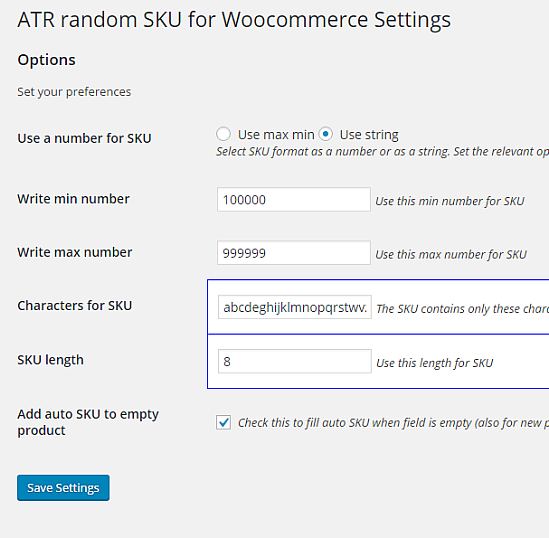 ATR random SKU for Woocommerce Settings
Options
Set your preferences
Use a number for SKU
Use max min Use string
Select SKU format as a number or as a string. Set the relevant op
Write min number 100000 Use this min number for SKU
Write max number 999999 Use this max number for SKU
Characters for SKU abcdeghijklmnopqrstwv. The SKU contains only these chara
SKU length 8 Use this length for SKU
Add auto SKU to empty
product
Check this to fill auto SKU when field is empty (also for new p
Save Settings